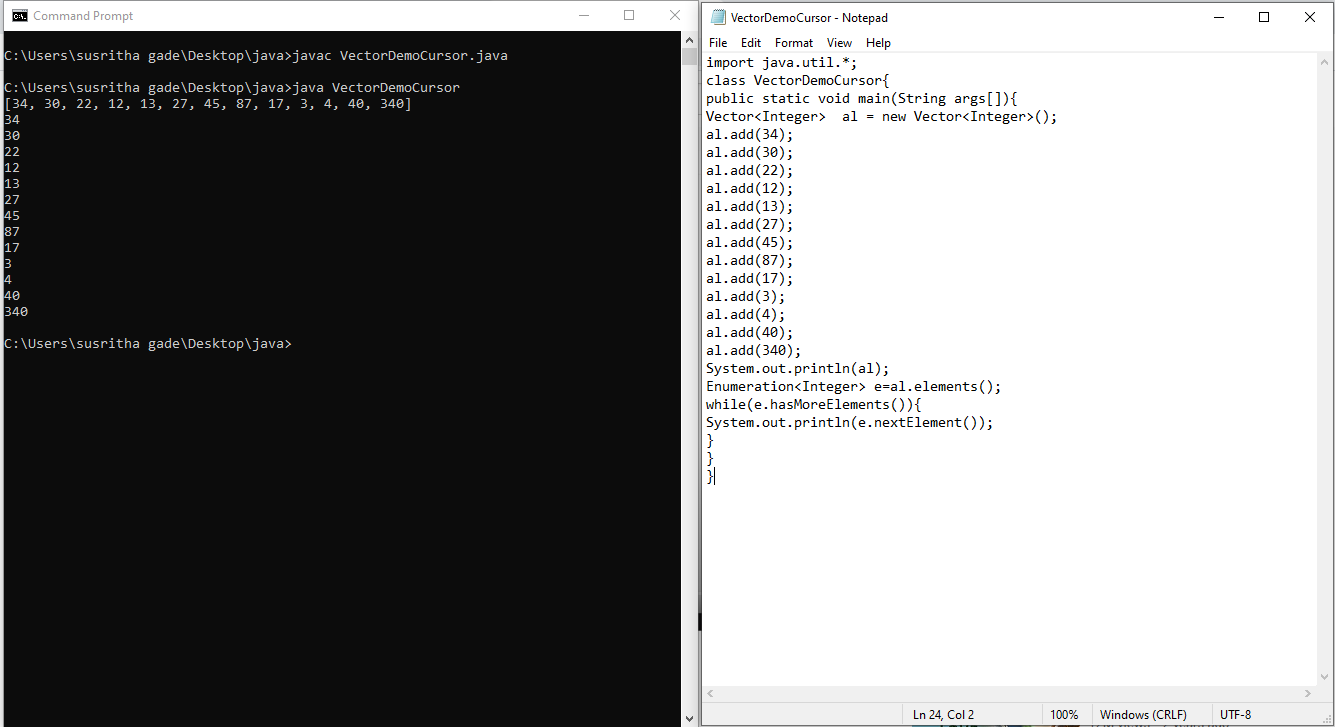 Command Prompt
C:\Users\susritha gade\Desktop\java>javac VectorDemoCursor.java
C:\Users\susritha gade\Desktop\java>java VectorDemoCursor
[34, 30, 22, 12, 13, 27, 45, 87, 17, 3, 4, 40, 340]
34
30
22
12
13
27
45
87
17
3
4
40
340
C:\Users\susritha gade\Desktop\java>
VectorDemoCursor - Notepad
File Edit Format View Help
import java.util.*;
class VectorDemoCursor{
public static void main(String args[]){
Vector<Integer>  al = new Vector<Integer>();
al.add(34);
al.add(30);
al.add(22);
al.add(12);
al.add(13);
al.add(27);
al.add(45);
al.add(87);
al.add(17);
al.add(3);
al.add(4);
al.add(40);
al.add(340);
System.out.println(al);
Enumeration<Integer> e=al.elements();
while(e.hasMoreElements()){
System.out.println(e.nextElement());
}
}
}
Ln 24, Col 2 100% Windows (CRLF) UTF-8